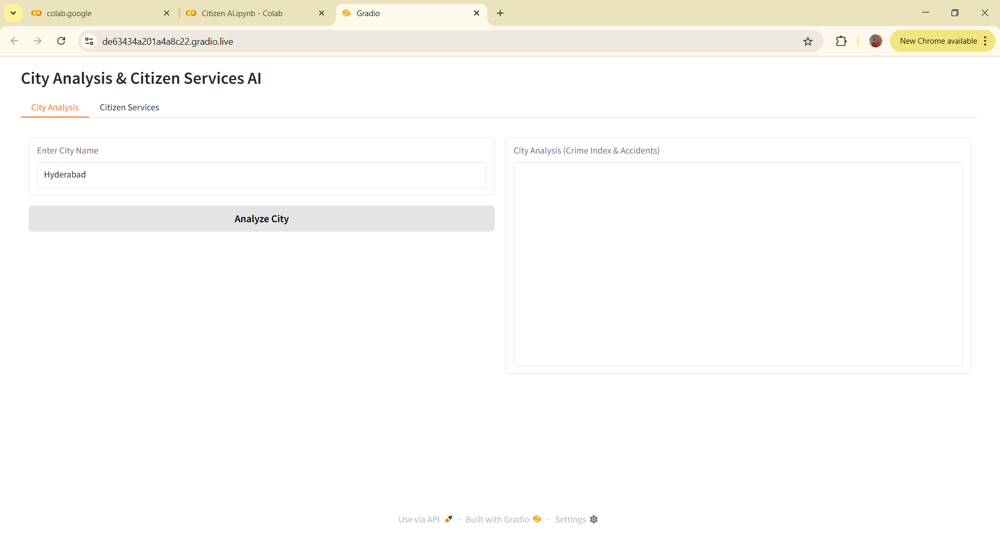 colab.google
Citizen AI.ipynb - Colab
Gradio
de63434a201a4a8c22.gradio.live
New Chrome available
City Analysis & Citizen Services AI
City Analysis
Citizen Services
Enter City Name
Hyderabad
Analyze City
City Analysis (Crime Index & Accidents)
Use via API · Built with Gradio · Settings